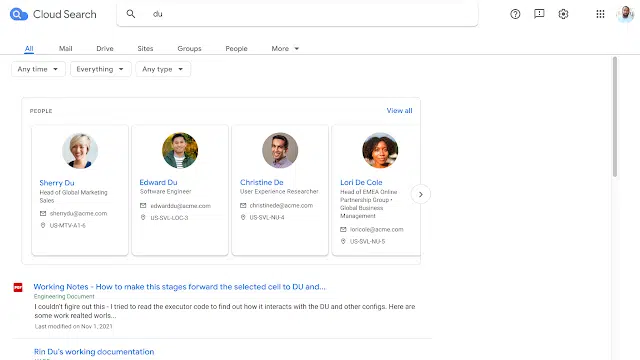 Cloud Search
du
All Mail Drive Sites Groups People More
Any time Everything Any type
PEOPLE View all
Sherry Du
Head of Global Marketing
Sales
sherrydu@acme.com
US-MTV-A1-6
Edward Du
Software Engineer
edwarddu@acme.com
US-SVL-LOC-3
Christine De
User Experience Researcher
christinede@acme.com
US-SVL-NU-4
Lori De Cole
Head of EMEA Online
Partnership Group •
Global Business
Management
loricole@acme.com
US-SVL-NU-5
PDF
Working Notes - How to make this stages forward the selected cell to DU and...
Engineering Document
I couldn't figire out this - I tried to read the executor code to find out how it interacts with the DU and other configs. Here are
some work realted worls...
Last modified on Nov 1, 2021
Rin Du's working documentation